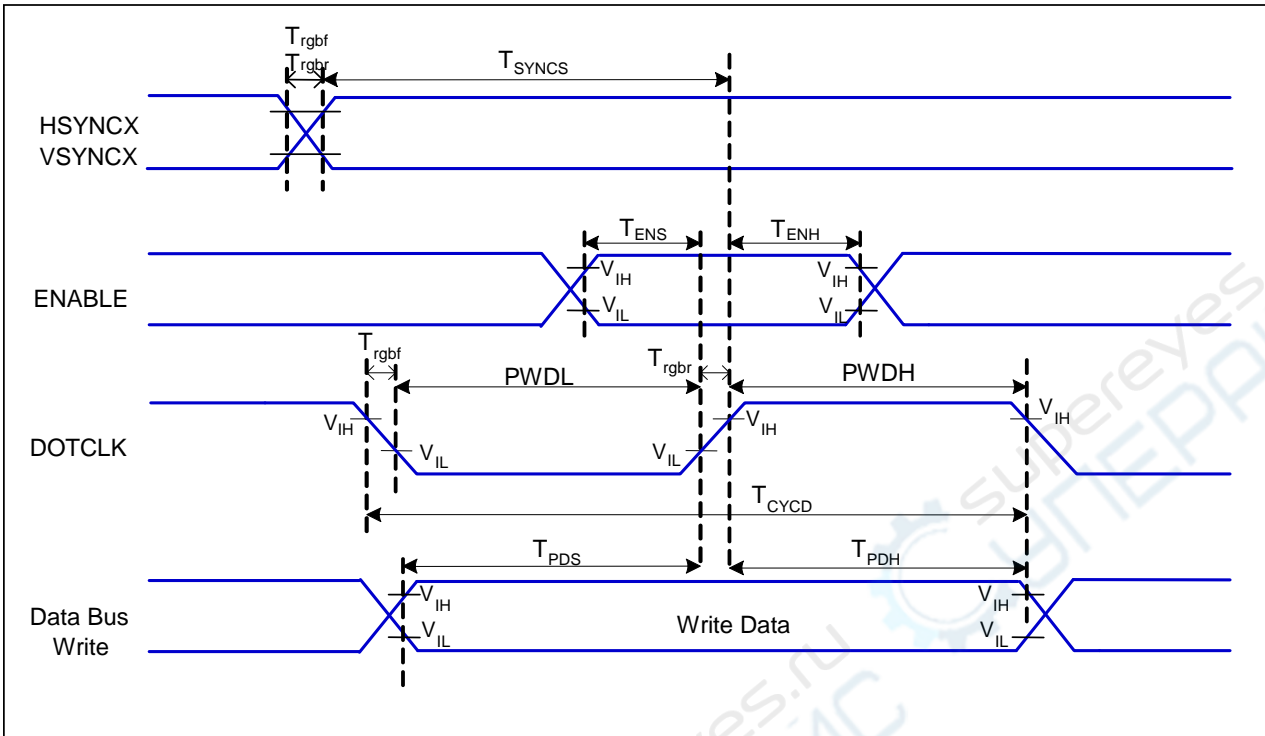 Trgbf
Trgbr
TSYNCS
HSYNCX
VSYNCX
TENS
TENH
VIH
VIH
ENABLE
VIL
VIL
Trgbf
Trgbr
PWDL
PWDH
VIH
VIH
VIH
DOTCLK
VIL
VIL
TCYCD
TPDS
TPDH
VIH
VIH
Data Bus
Write
Write Data
VIL
VIL
supereyes